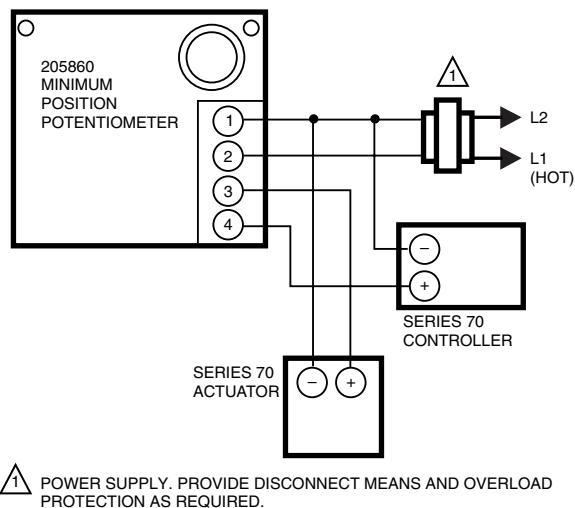 205860
MINIMUM
POSITION
POTENTIOMETER
1
2
3
4
1
L2
L1
(HOT)
–
+
SERIES 70
CONTROLLER
SERIES 70
ACTUATOR
– +
1 POWER SUPPLY. PROVIDE DISCONNECT MEANS AND OVERLOAD
PROTECTION AS REQUIRED.